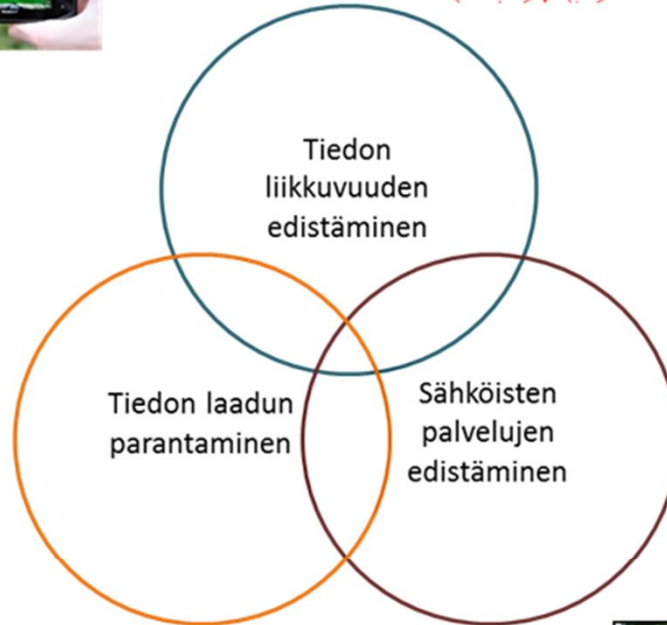 Tiedon
liikkuvuuden
edistäminen
Tiedon laadun
parantaminen
Sähköisten
palvelujen
edistäminen